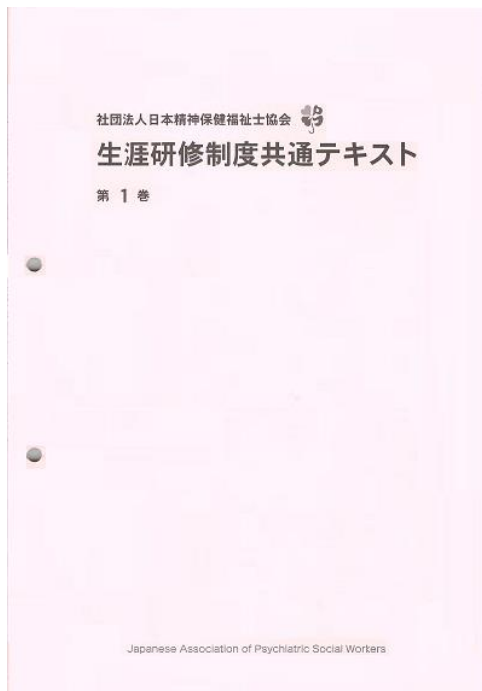 社団法人日本精神保健福祉士協会
生涯研修制度共通テキスト
第 1 巻
Japanese Association of Psychiatric Social Workers